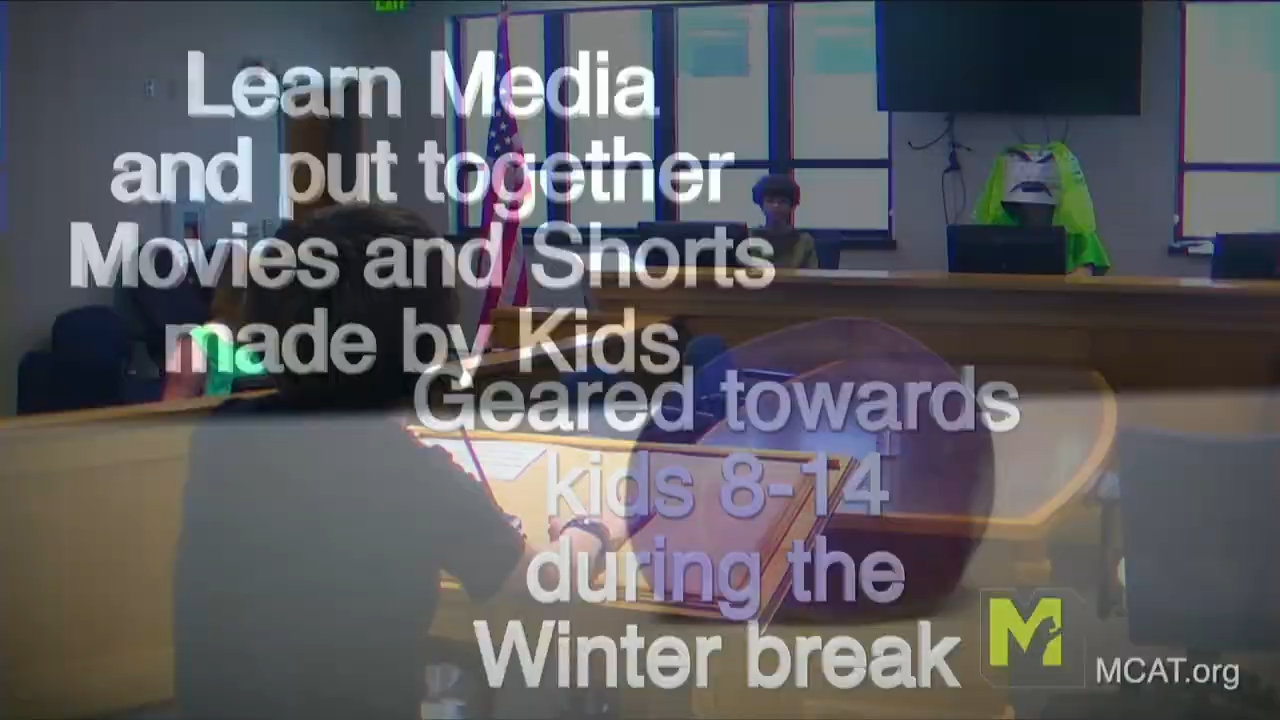 EXIT
Learn Media
and put together
Movies and Shorts
made by Kids
Geared towards
kids 8-14
during the
Winter break
M
MCAT.org